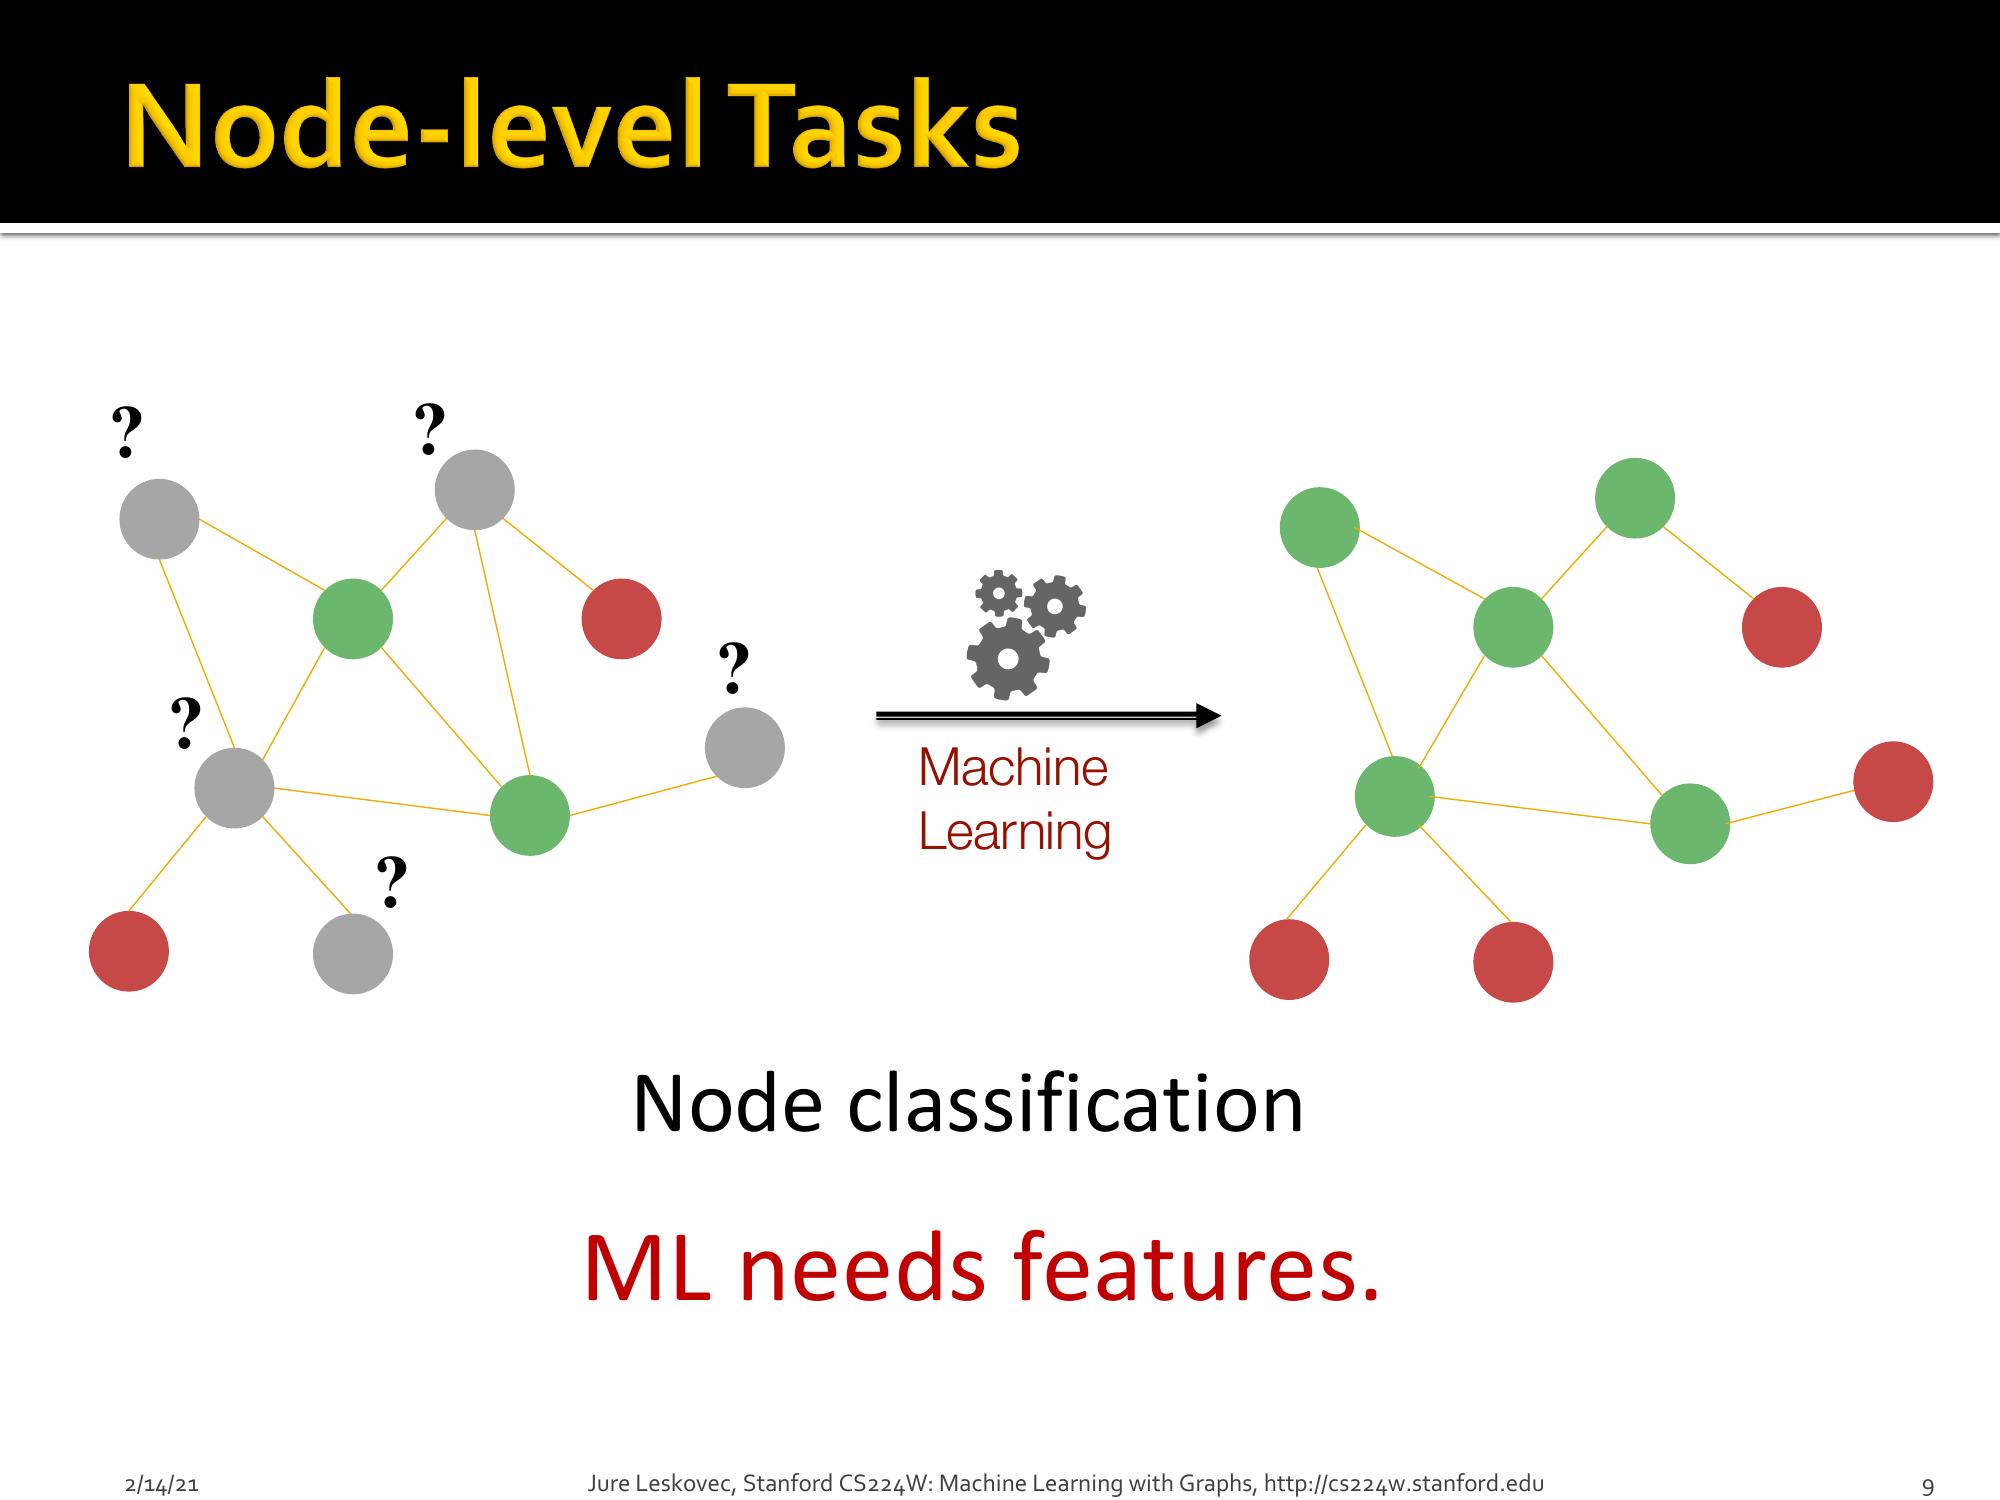 Node-level Tasks
?
?
?
?
?
Machine
Learning
Node classification
ML needs features.
2/14/21
Jure Leskovec, Stanford CS224W: Machine Learning with Graphs, http://cs224w.stanford.edu
9